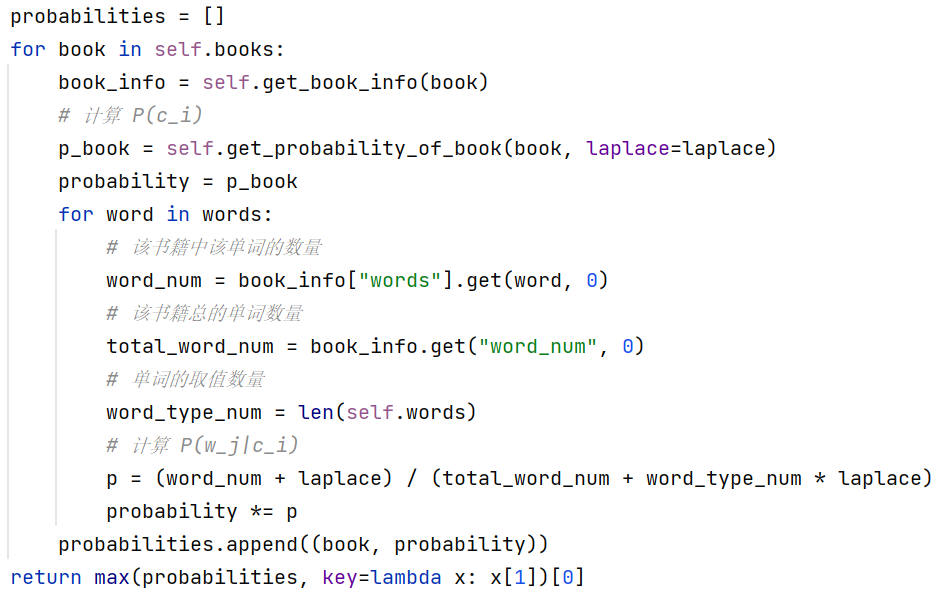 probabilities = []
for book in self.books:
    book_info = self.get_book_info(book)
    # 计算 P(c_i)
    p_book = self.get_probability_of_book(book, laplace=laplace)
    probability = p_book
    for word in words:
        # 该书籍中该单词的数量
        word_num = book_info["words"].get(word, 0)
        # 该书籍总的单词数量
        total_word_num = book_info.get("word_num", 0)
        # 单词的取值数量
        word_type_num = len(self.words)
        # 计算 P(w_j|c_i)
        p = (word_num + laplace) / (total_word_num + word_type_num * laplace)
        probability *= p
    probabilities.append((book, probability))
return max(probabilities, key=lambda x: x[1])[0]